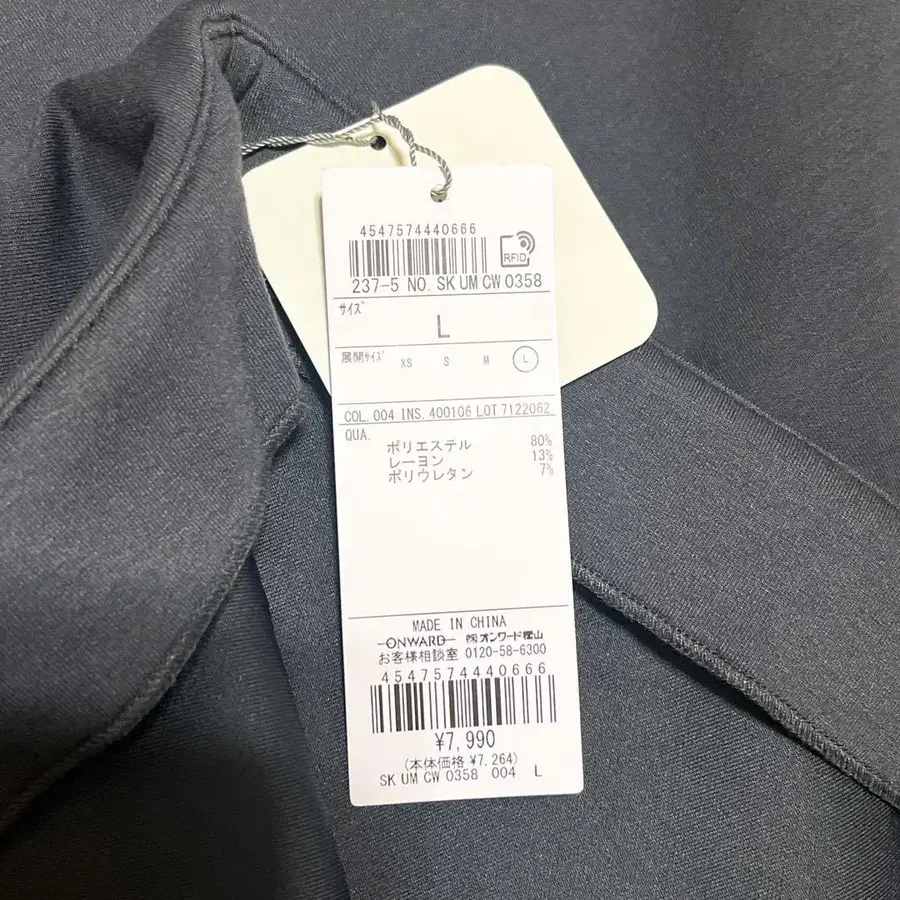 4547574440666
RFID
237-5 NO. SK UM CW 0358
サイズ
L
展開サイズ XS S M L
COL. 004 INS. 400106 LOT 7122062
QUA.
ポリエステル 80%
レーヨン 13%
ポリウレタン 7%
MADE IN CHINA
ONWARD ㈱オンワード樫山
お客様相談室 0120-58-6300
4547574440666
¥7,990
(本体価格 ¥7.264)
SK UM CW 0358 004 L